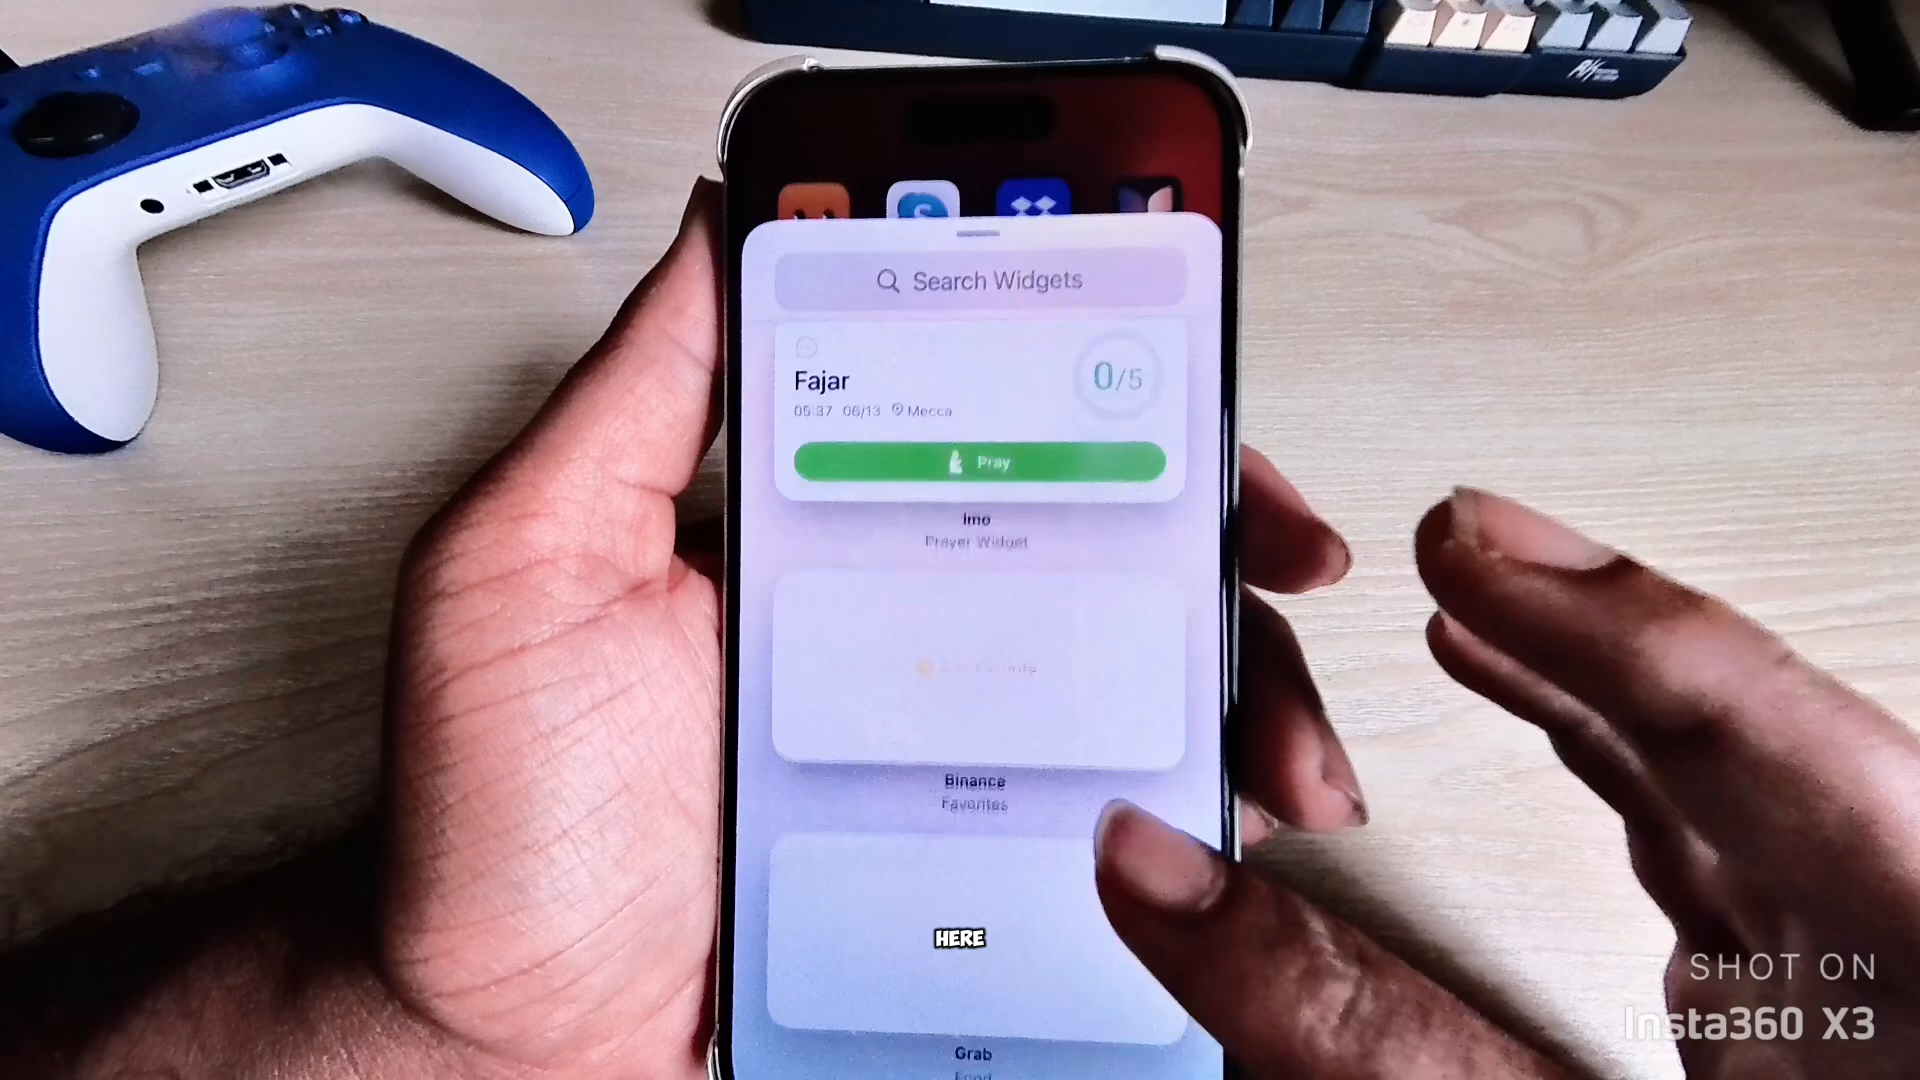 Search Widgets
Fajar
0/5
05:37 06/13 Mecca
Pray
imo
Prayer Widget
Binance
Favorites
HERE
Grab
Food
SHOT ON
Insta360 X3